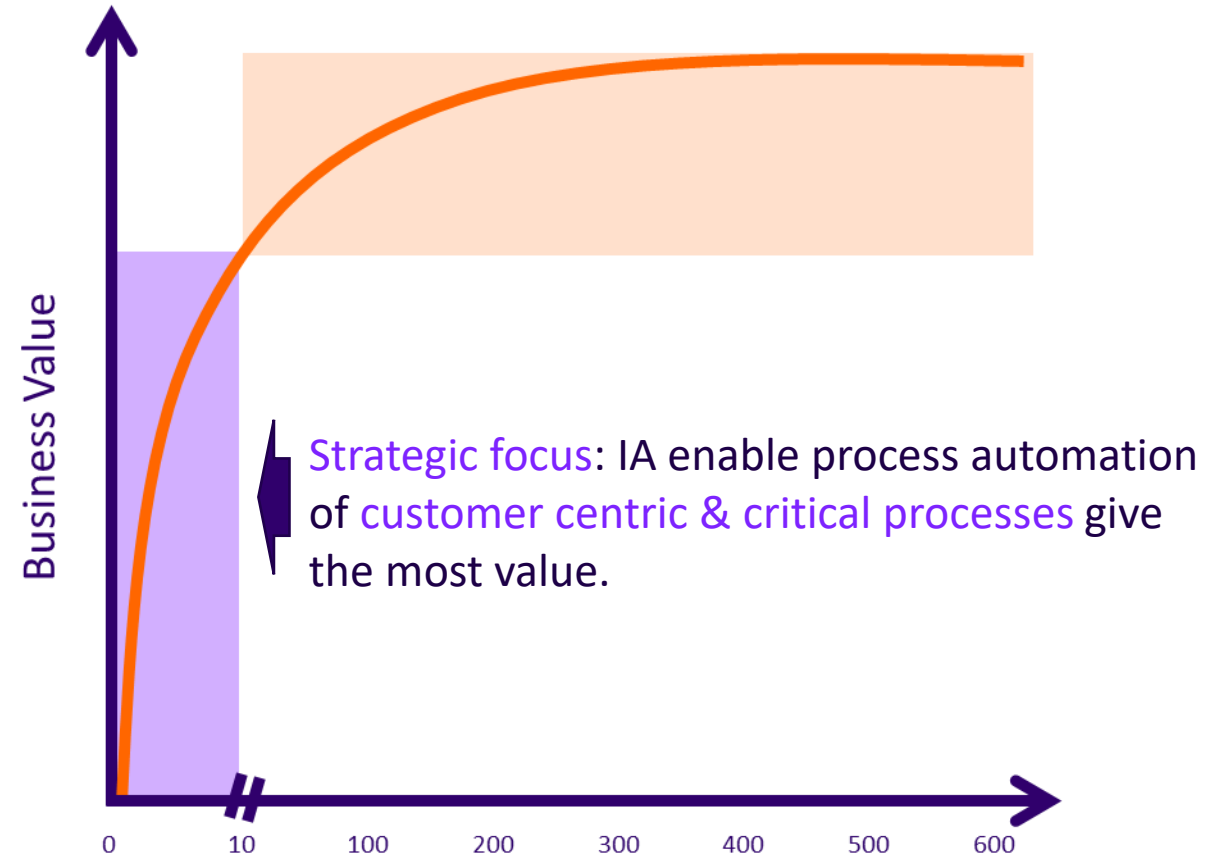 Business Value
Strategic focus: IA enable process automation
of customer centric & critical processes give
the most value.
0 10 100 200 300 400 500 600